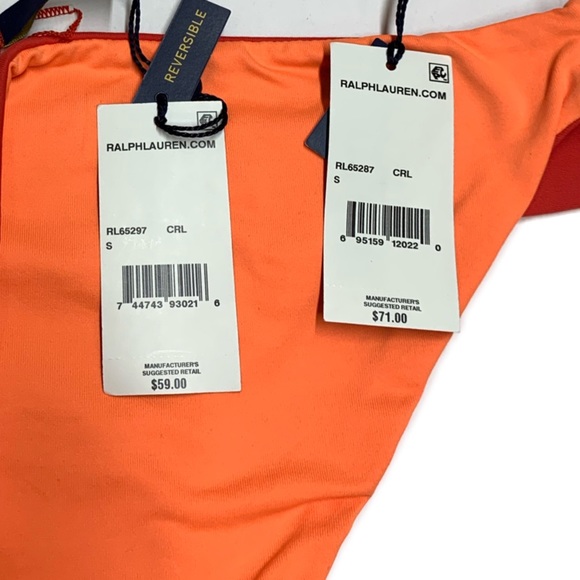 REVERSIBLE
RALPHLAUREN.COM
RL65297 CRL
S
7 44743 93021 6
MANUFACTURER'S
SUGGESTED RETAIL
$59.00
RALPHLAUREN.COM
RL65287 CRL
S
6 95159 12022 0
MANUFACTURER'S
SUGGESTED RETAIL
$71.00